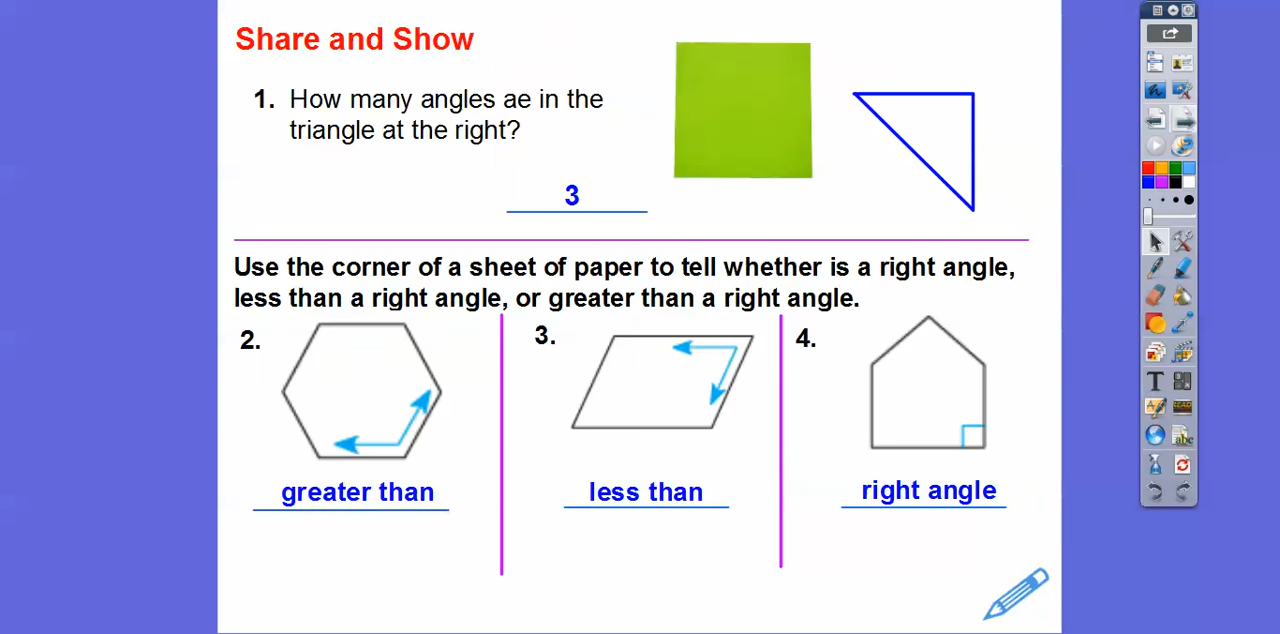 Share and Show
1. How many angles ae in the
triangle at the right?
3
Use the corner of a sheet of paper to tell whether is a right angle,
less than a right angle, or greater than a right angle.
2.
3.
4.
greater than
less than
right angle